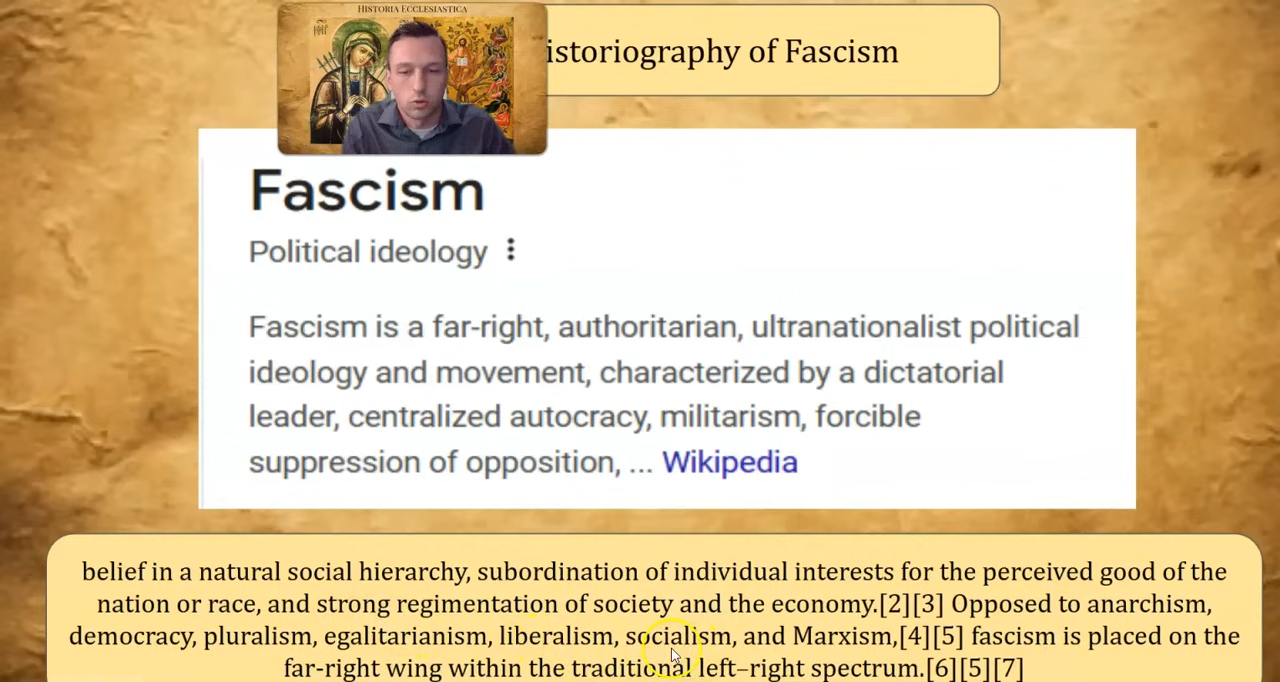 HISTORIA ECCLESIASTICA
istoriography of Fascism
Fascism
Political ideology
Fascism is a far-right, authoritarian, ultranationalist political
ideology and movement, characterized by a dictatorial
leader, centralized autocracy, militarism, forcible
suppression of opposition, ... Wikipedia
belief in a natural social hierarchy, subordination of individual interests for the perceived good of the
nation or race, and strong regimentation of society and the economy.[2][3] Opposed to anarchism,
democracy, pluralism, egalitarianism, liberalism, socialism, and Marxism,[4][5] fascism is placed on the
far-right wing within the traditional left–right spectrum.[6][5][7]